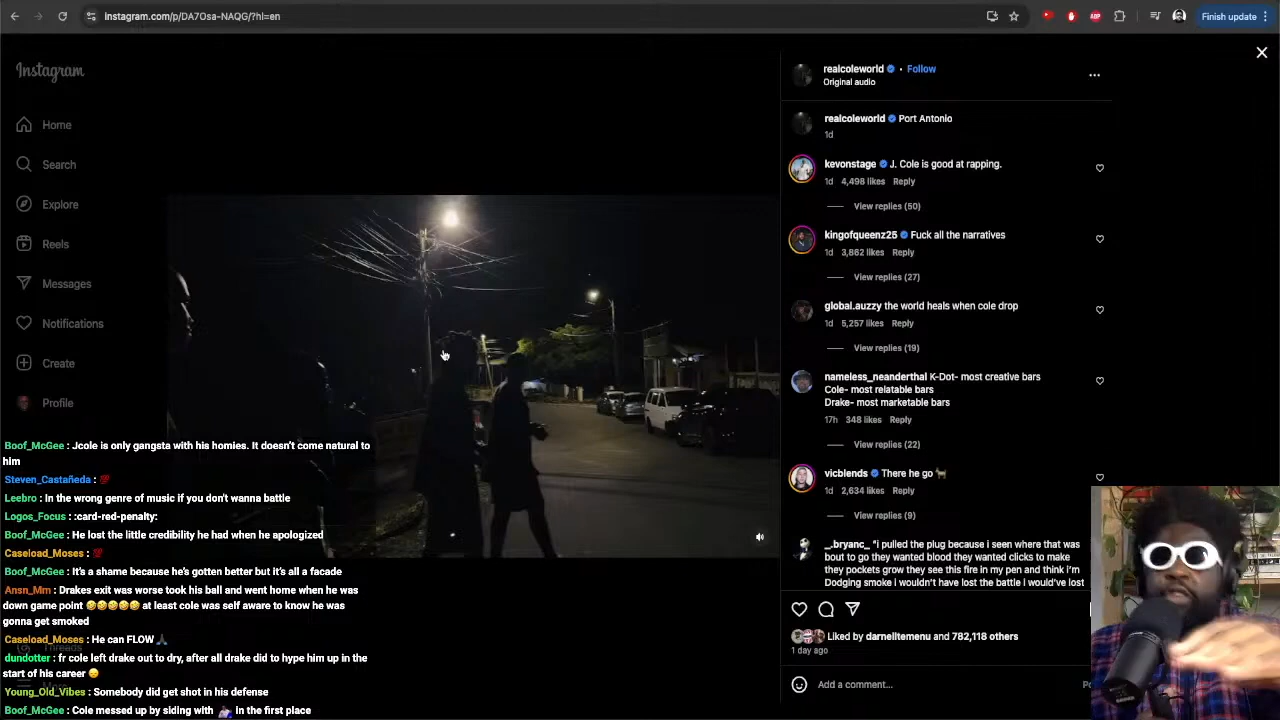 instagram.com/p/DA7Osa-NAQG/?hl=en
Finish update
Instagram
Home
Search
Explore
Reels
Messages
Notifications
Create
Profile
Threads
Boof_McGee : Jcole is only gangsta with his homies. It doesn't come natural to
him
Steven_Castañeda : 💯
Leebro : In the wrong genre of music if you don't wanna battle
Logos_Focus : :card-red-penalty:
Boof_McGee : He lost the little credibility he had when he apologized
Caseload_Moses : 💯
Boof_McGee : It's a shame because he's gotten better but it's all a facade
Ansn_Mm : Drakes exit was worse took his ball and went home when he was
down game point 🤣🤣🤣🤣🤣 at least cole was self aware to know he was
gonna get smoked
Caseload_Moses : He can FLOW 🙏🏿
dundotter : fr cole left drake out to dry, after all drake did to hype him up in the
start of his career 😞
Young_Old_Vibes : Somebody did get shot in his defense
Boof_McGee : Cole messed up by siding with In the first place
realcoleworld • Follow
Original audio
realcoleworld Port Antonio
1d
kevonstage J. Cole is good at rapping.
1d 4,498 likes Reply
View replies (50)
kingofqueenz25 Fuck all the narratives
1d 3,862 likes Reply
View replies (27)
global.auzzy the world heals when cole drop
1d 5,257 likes Reply
View replies (19)
nameless_neanderthal K-Dot- most creative bars
Cole- most relatable bars
Drake- most marketable bars
17h 348 likes Reply
View replies (22)
vicblends There he go 🐐
1d 2,634 likes Reply
View replies (9)
_.bryanc_ "i pulled the plug because i seen where that was
bout to go they wanted blood they wanted clicks to make
they pockets grow they see this fire in my pen and think i'm
Dodging smoke i wouldn't have lost the battle i would've lost
Liked by darnelltemenu and 782,118 others
1 day ago
Add a comment...